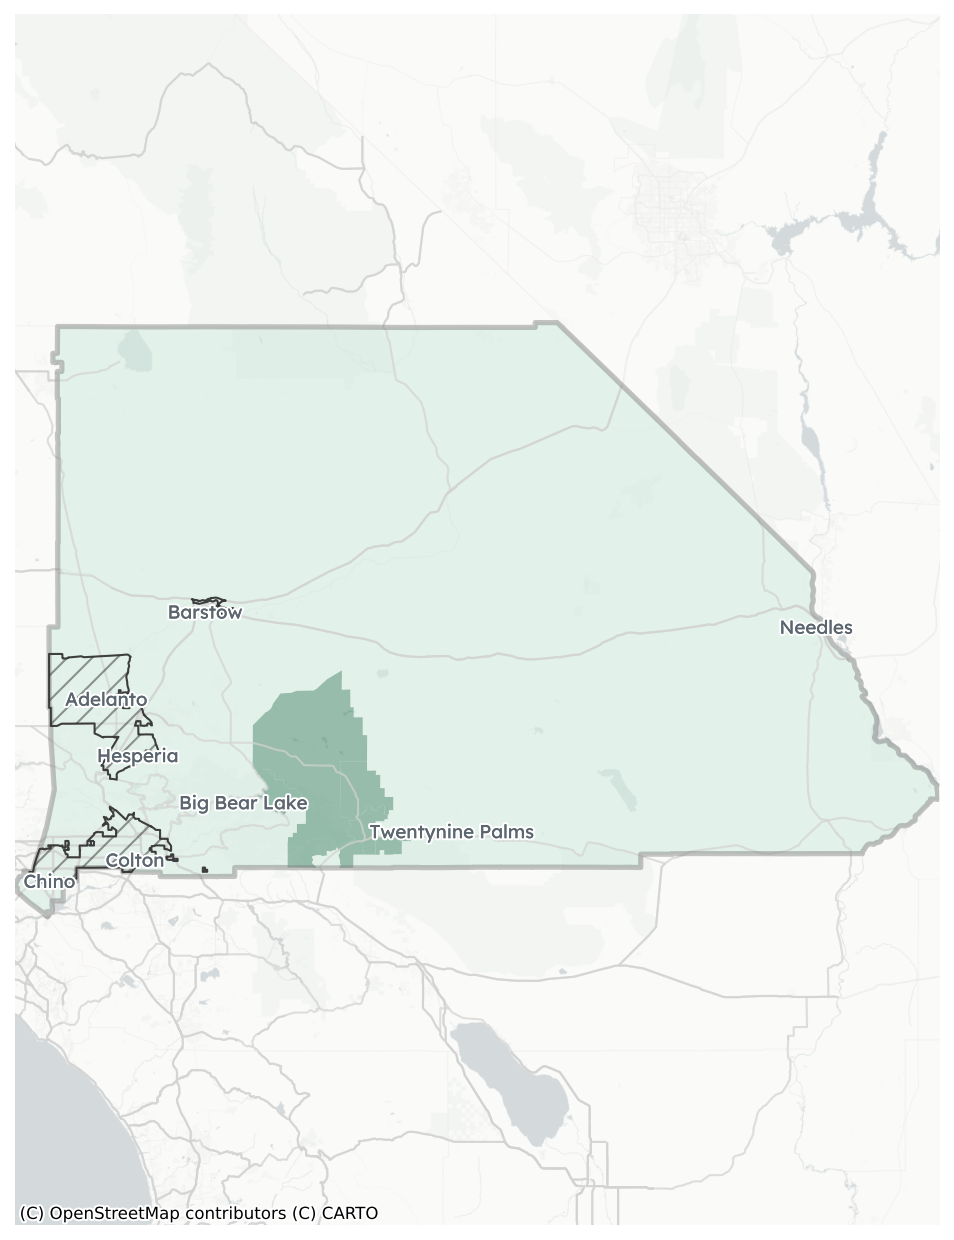 Barstow
Needles
Adelanto
Hesperia
Big Bear Lake
Twentynine Palms
Colton
Chino
(C) OpenStreetMap contributors (C) CARTO